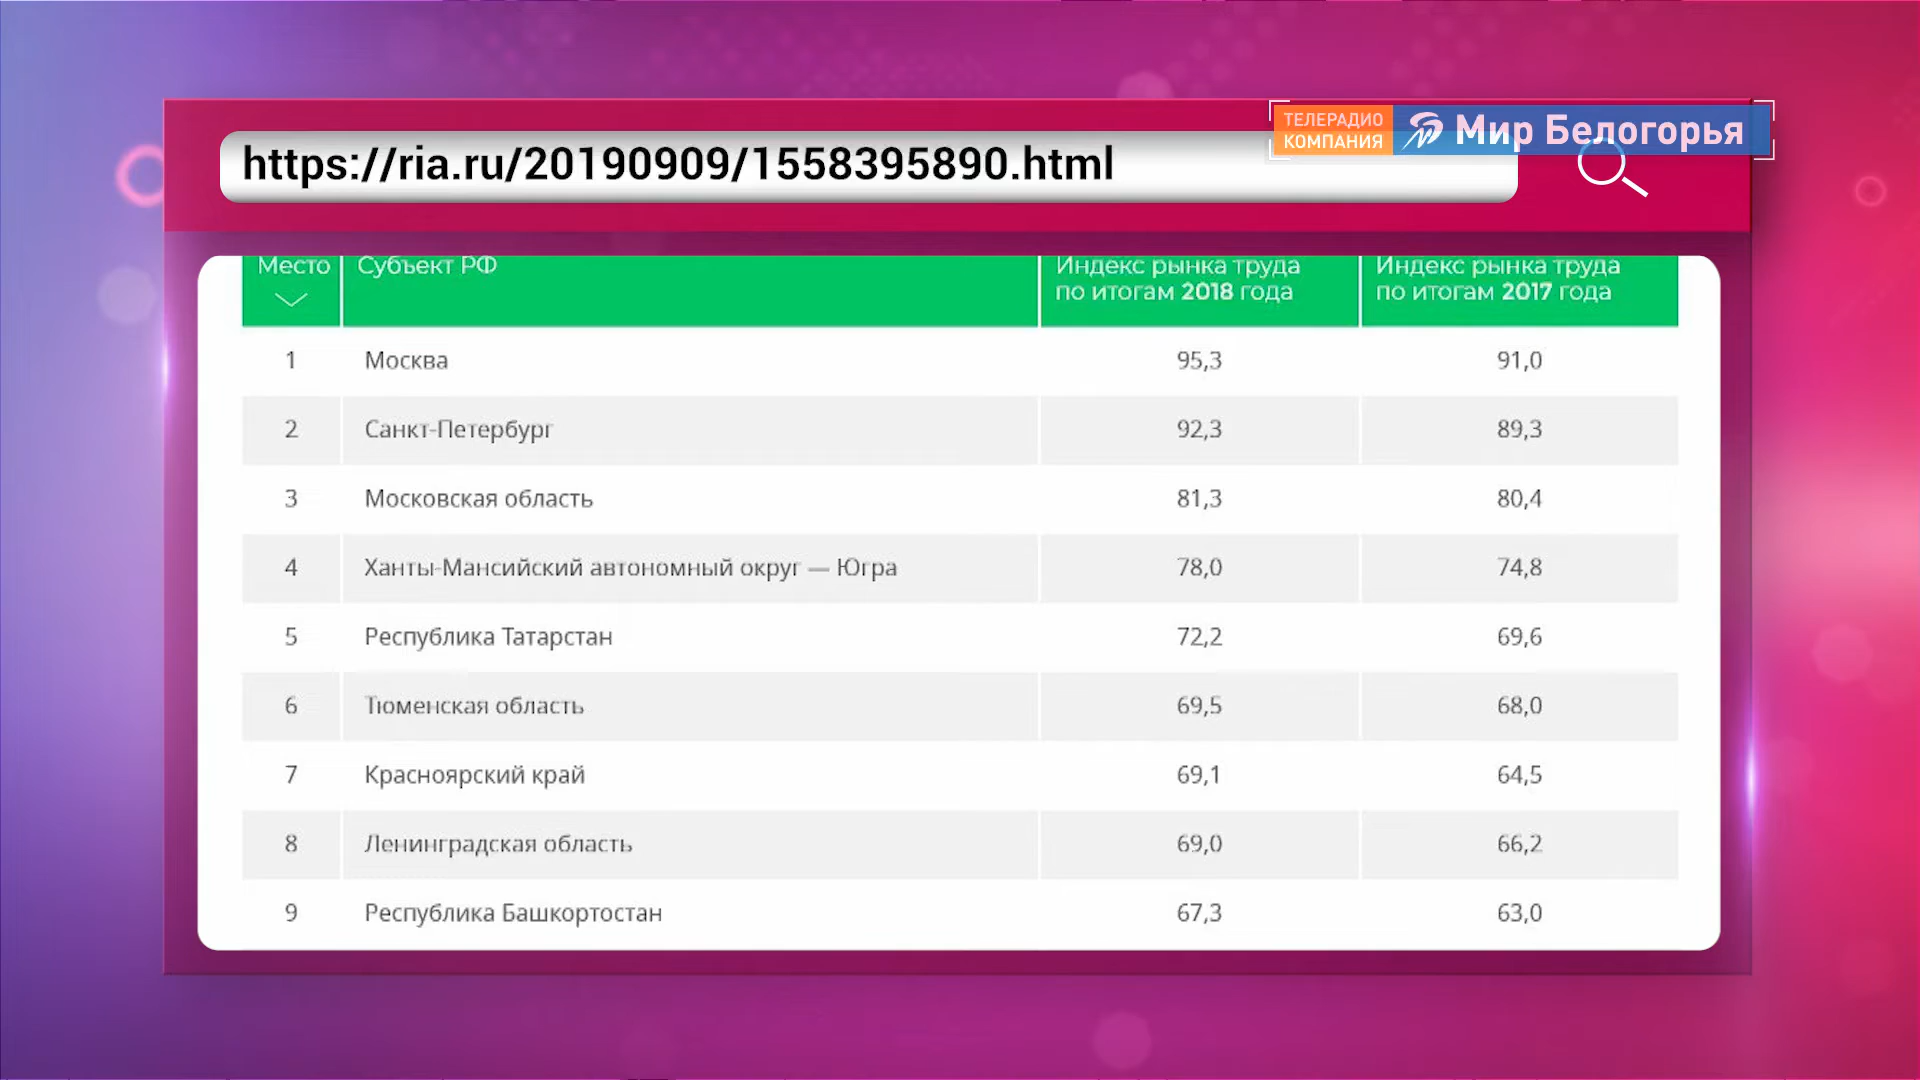 ТЕЛЕРАДИО
КОМПАНИЯ
Мир Белогорья
https://ria.ru/20190909/1558395890.html
Место Субъект РФ Индекс рынка труда по итогам 2018 года Индекс рынка труда по итогам 2017 года
1 Москва 95,3 91,0
2 Санкт-Петербург 92,3 89,3
3 Московская область 81,3 80,4
4 Ханты-Мансийский автономный округ — Югра 78,0 74,8
5 Республика Татарстан 72,2 69,6
6 Тюменская область 69,5 68,0
7 Красноярский край 69,1 64,5
8 Ленинградская область 69,0 66,2
9 Республика Башкортостан 67,3 63,0